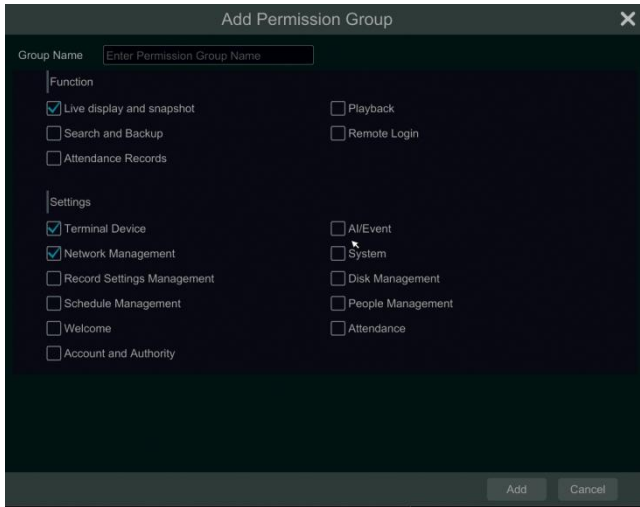 Add Permission Group
Group Name Enter Permission Group Name
Function
Live display and snapshot Playback
Search and Backup Remote Login
Attendance Records
Settings
Terminal Device AI/Event
Network Management System
Record Settings Management Disk Management
Schedule Management People Management
Welcome Attendance
Account and Authority
Add Cancel